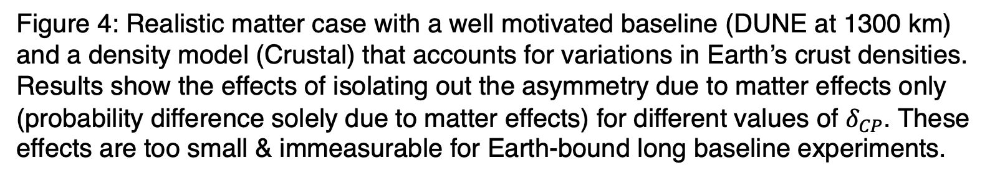 Figure 4: Realistic matter case with a well motivated baseline (DUNE at 1300 km)
and a density model (Crustal) that accounts for variations in Earth’s crust densities.
Results show the effects of isolating out the asymmetry due to matter effects only
(probability difference solely due to matter effects) for different values of δ_{CP}. These
effects are too small & immeasurable for Earth-bound long baseline experiments.